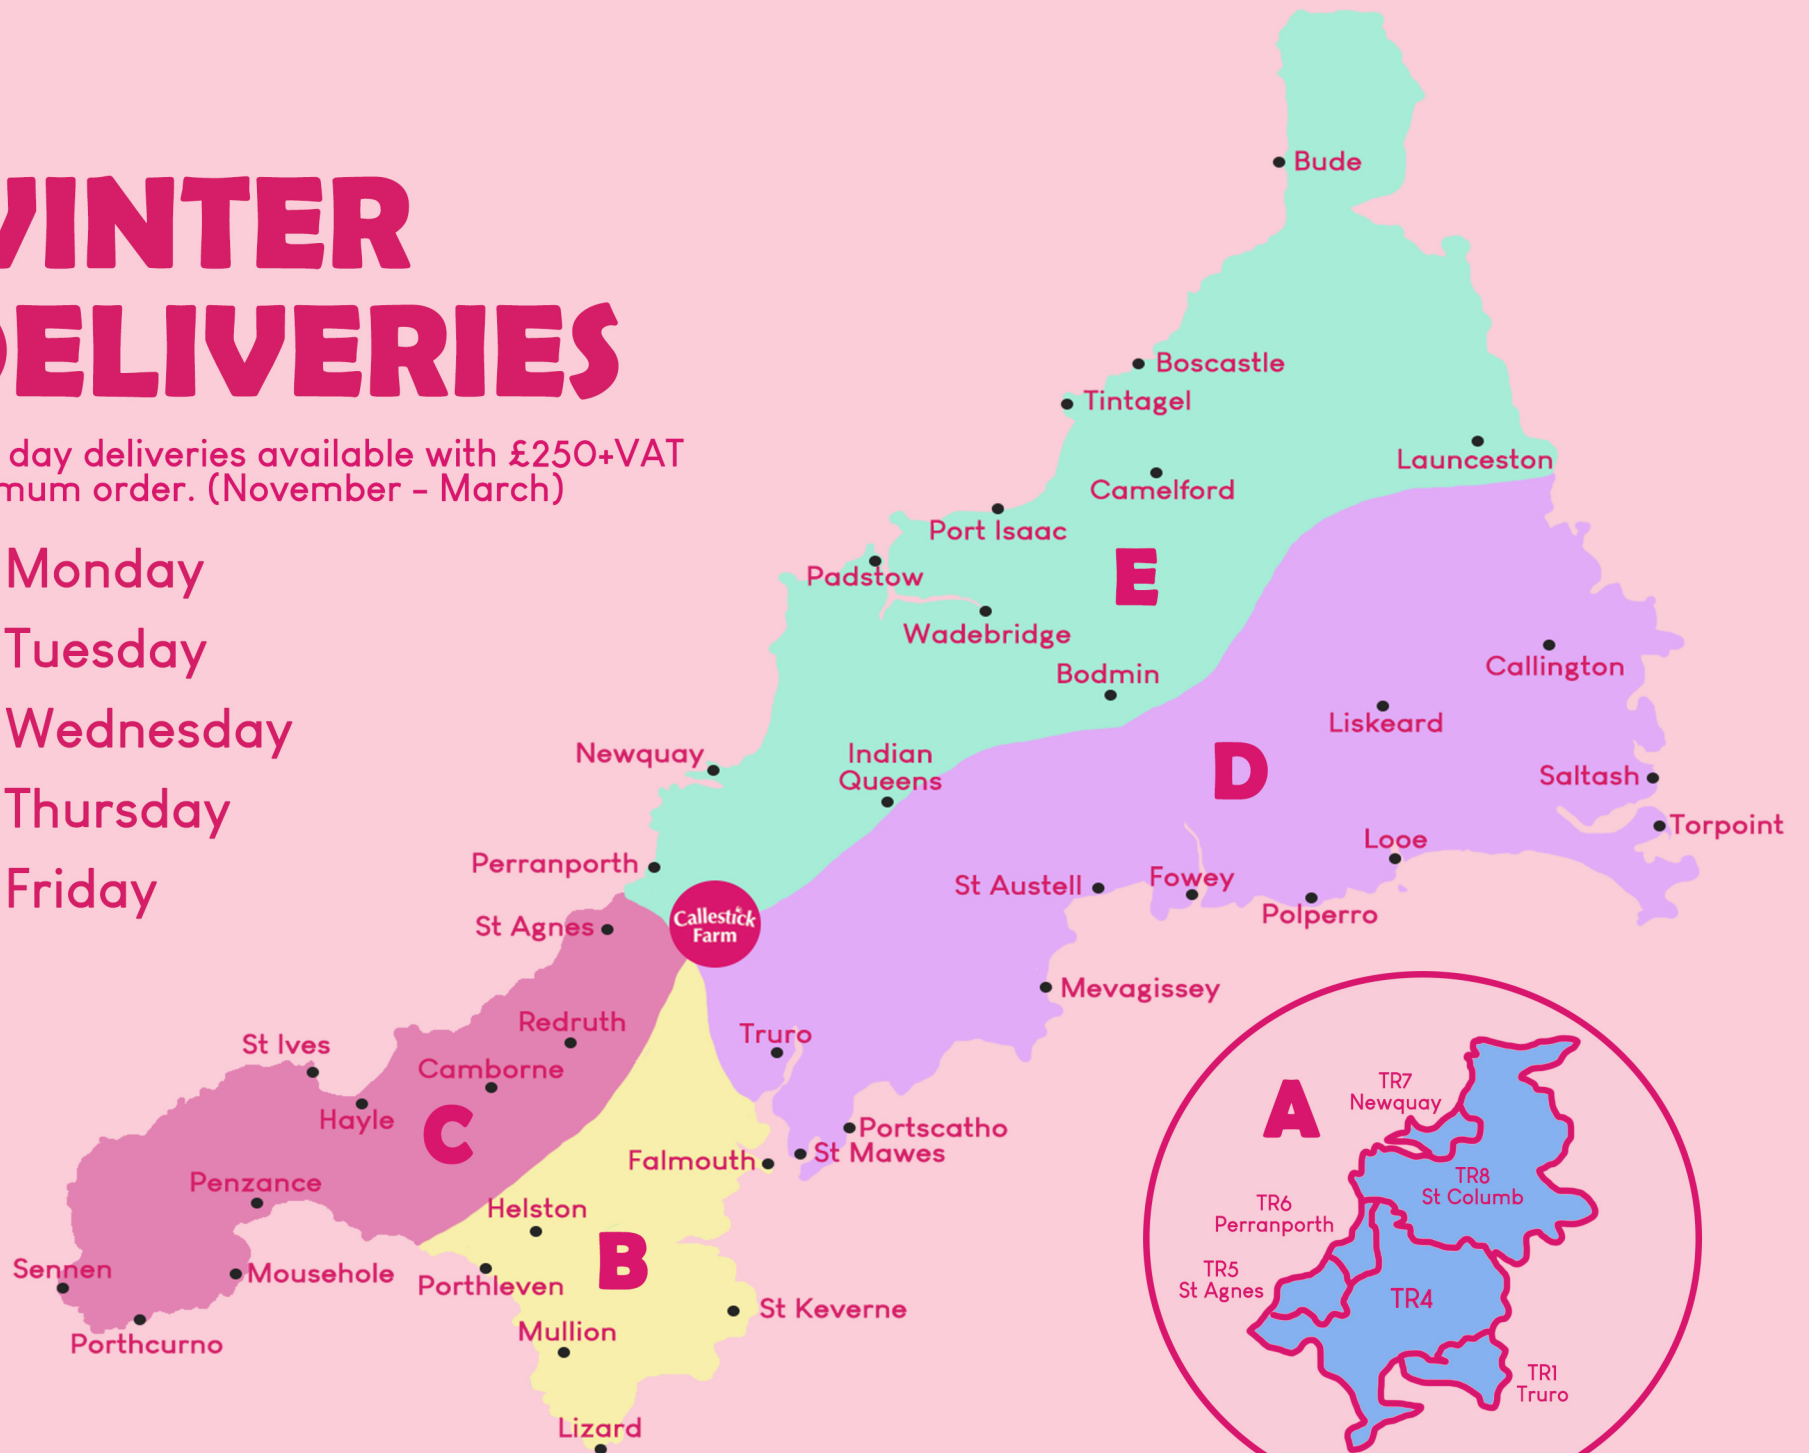 WINTER
DELIVERIES
day deliveries available with £250+VAT
mum order. (November - March)
Monday
Tuesday
Wednesday
Thursday
Friday
Bude
Boscastle
Tintagel
Launceston
Camelford
Port Isaac
Padstow
E
Wadebridge
Bodmin
Callington
Liskeard
Newquay
Indian
Queens
D
Saltash
Torpoint
Looe
Perranporth
St Austell
Fowey
Polperro
St Agnes
Callestick
Farm
Mevagissey
Redruth
Truro
St Ives
Camborne
Hayle
C
Portscatho
St Mawes
Falmouth
Penzance
Helston
B
Sennen
Mousehole
Porthleven
St Keverne
Porthcurno
Mullion
Lizard
A
TR7
Newquay
TR8
St Columb
TR6
Perranporth
TR5
St Agnes
TR4
TR1
Truro